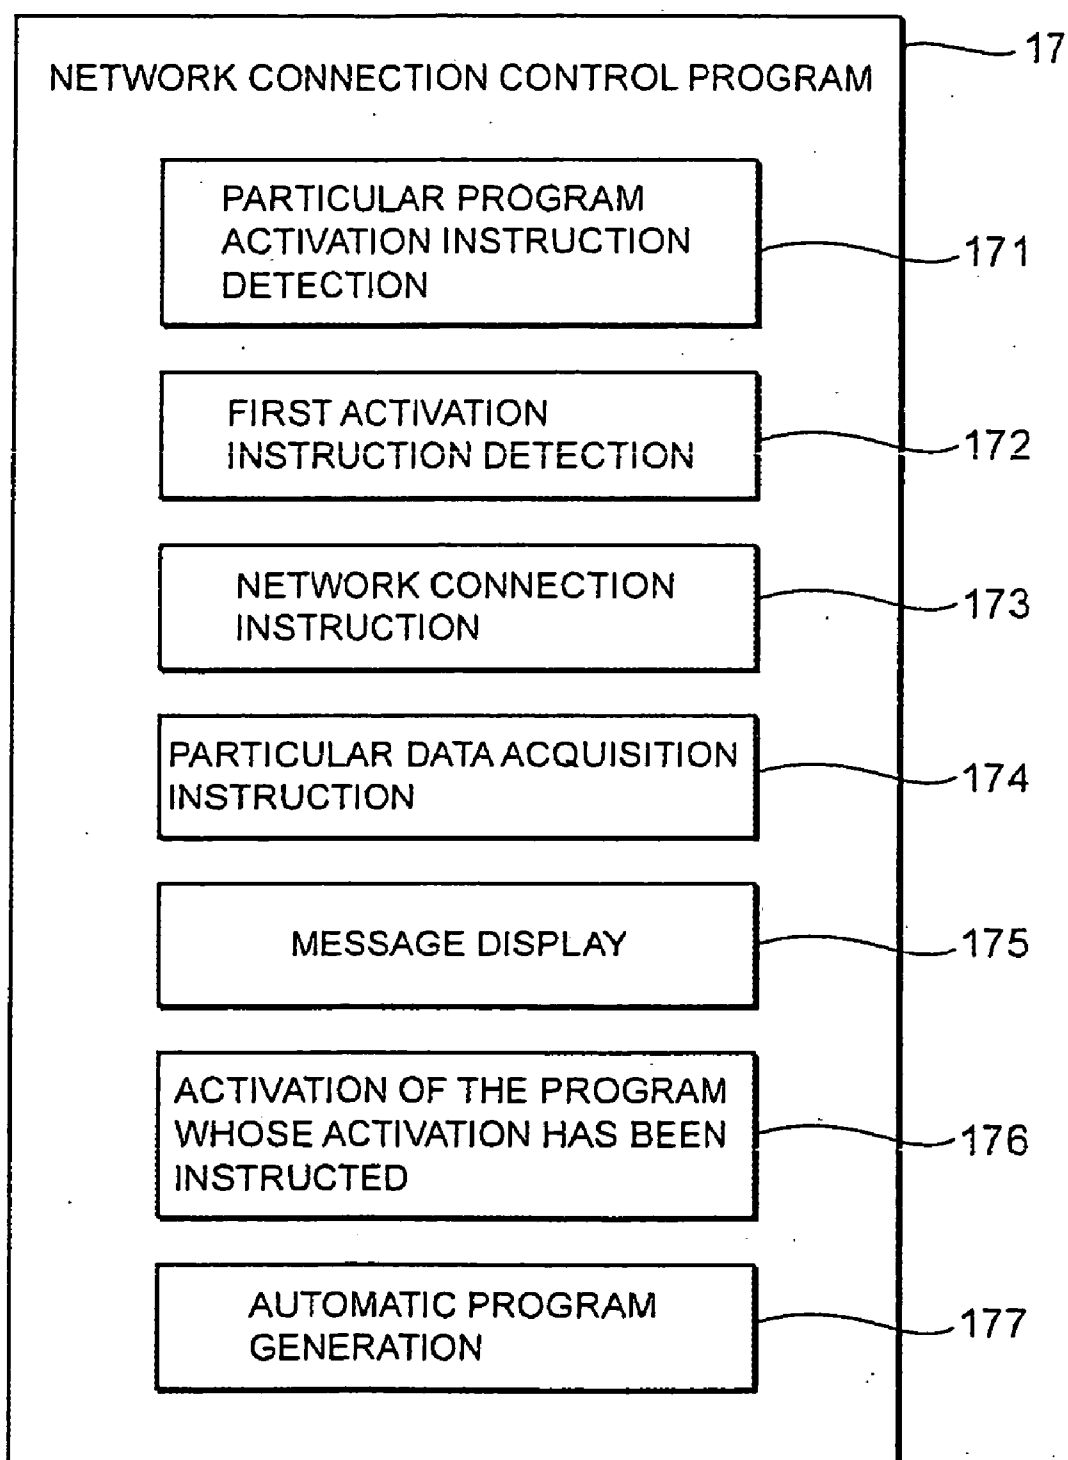 17
NETWORK CONNECTION CONTROL PROGRAM
PARTICULAR PROGRAM
ACTIVATION INSTRUCTION
DETECTION
171
FIRST ACTIVATION
INSTRUCTION DETECTION
172
NETWORK CONNECTION
INSTRUCTION
173
PARTICULAR DATA ACQUISITION
INSTRUCTION
174
MESSAGE DISPLAY
175
ACTIVATION OF THE PROGRAM
WHOSE ACTIVATION HAS BEEN
INSTRUCTED
176
AUTOMATIC PROGRAM
GENERATION
177